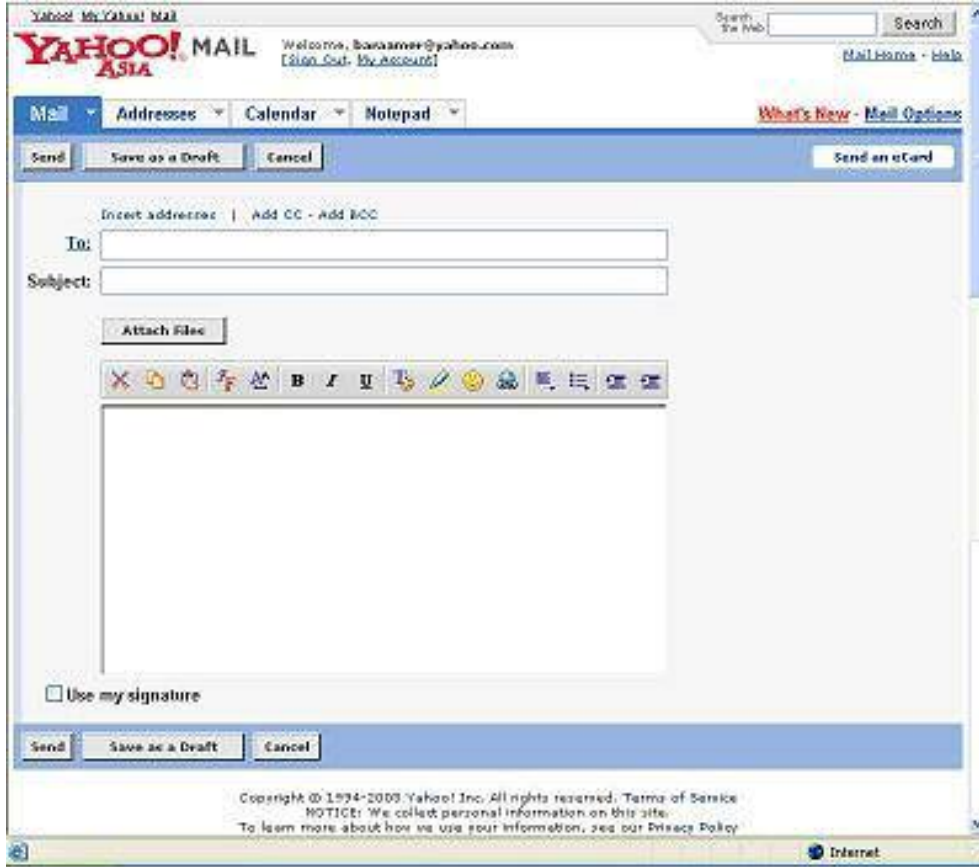 Yahoo! My Yahoo! Mail
Search the Web
Search
YAHOO! MAIL
ASIA
Welcome, baraamer@yahoo.com
[Sign Out, My Account]
Mail Home - Help
Mail Addresses Calendar Notepad
What's New - Mail Options
Send Save as a Draft Cancel
Send an eCard
Insert addresses | Add CC - Add BCC
To:
Subject:
Attach Files
B I U
Use my signature
Send Save as a Draft Cancel
Copyright © 1994-2005 Yahoo! Inc. All rights reserved. Terms of Service
NOTICE: We collect personal information on this site.
To learn more about how we use your information, see our Privacy Policy
Internet